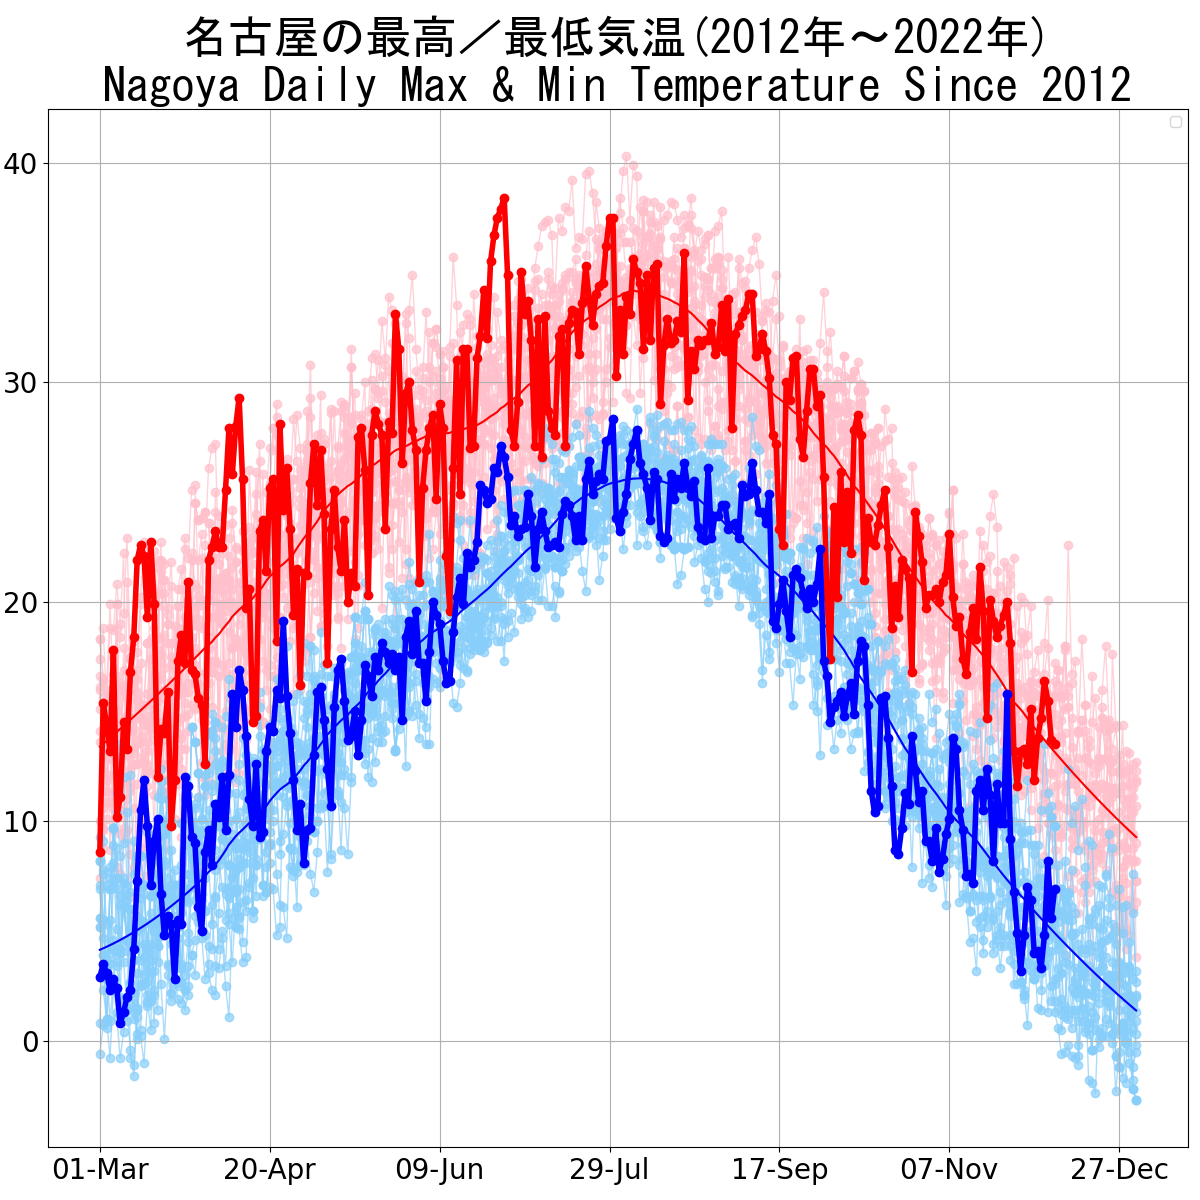 名古屋の最高／最低気温(2012年～2022年)
Nagoya Daily Max & Min Temperature Since 2012
40
30
20
10
0
01-Mar 20-Apr 09-Jun 29-Jul 17-Sep 07-Nov 27-Dec